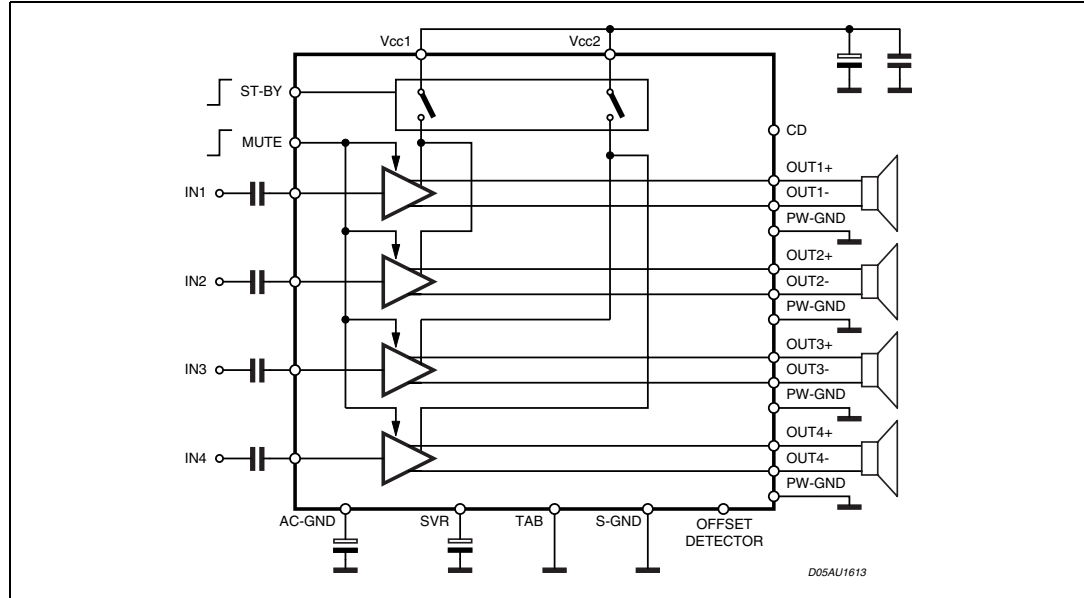 Vcc1
Vcc2
ST-BY
MUTE
CD
OUT1+
IN1
OUT1-
PW-GND
OUT2+
IN2
OUT2-
PW-GND
OUT3+
IN3
OUT3-
PW-GND
OUT4+
IN4
OUT4-
PW-GND
AC-GND
SVR
TAB
S-GND
OFFSET
DETECTOR
D05AU1613